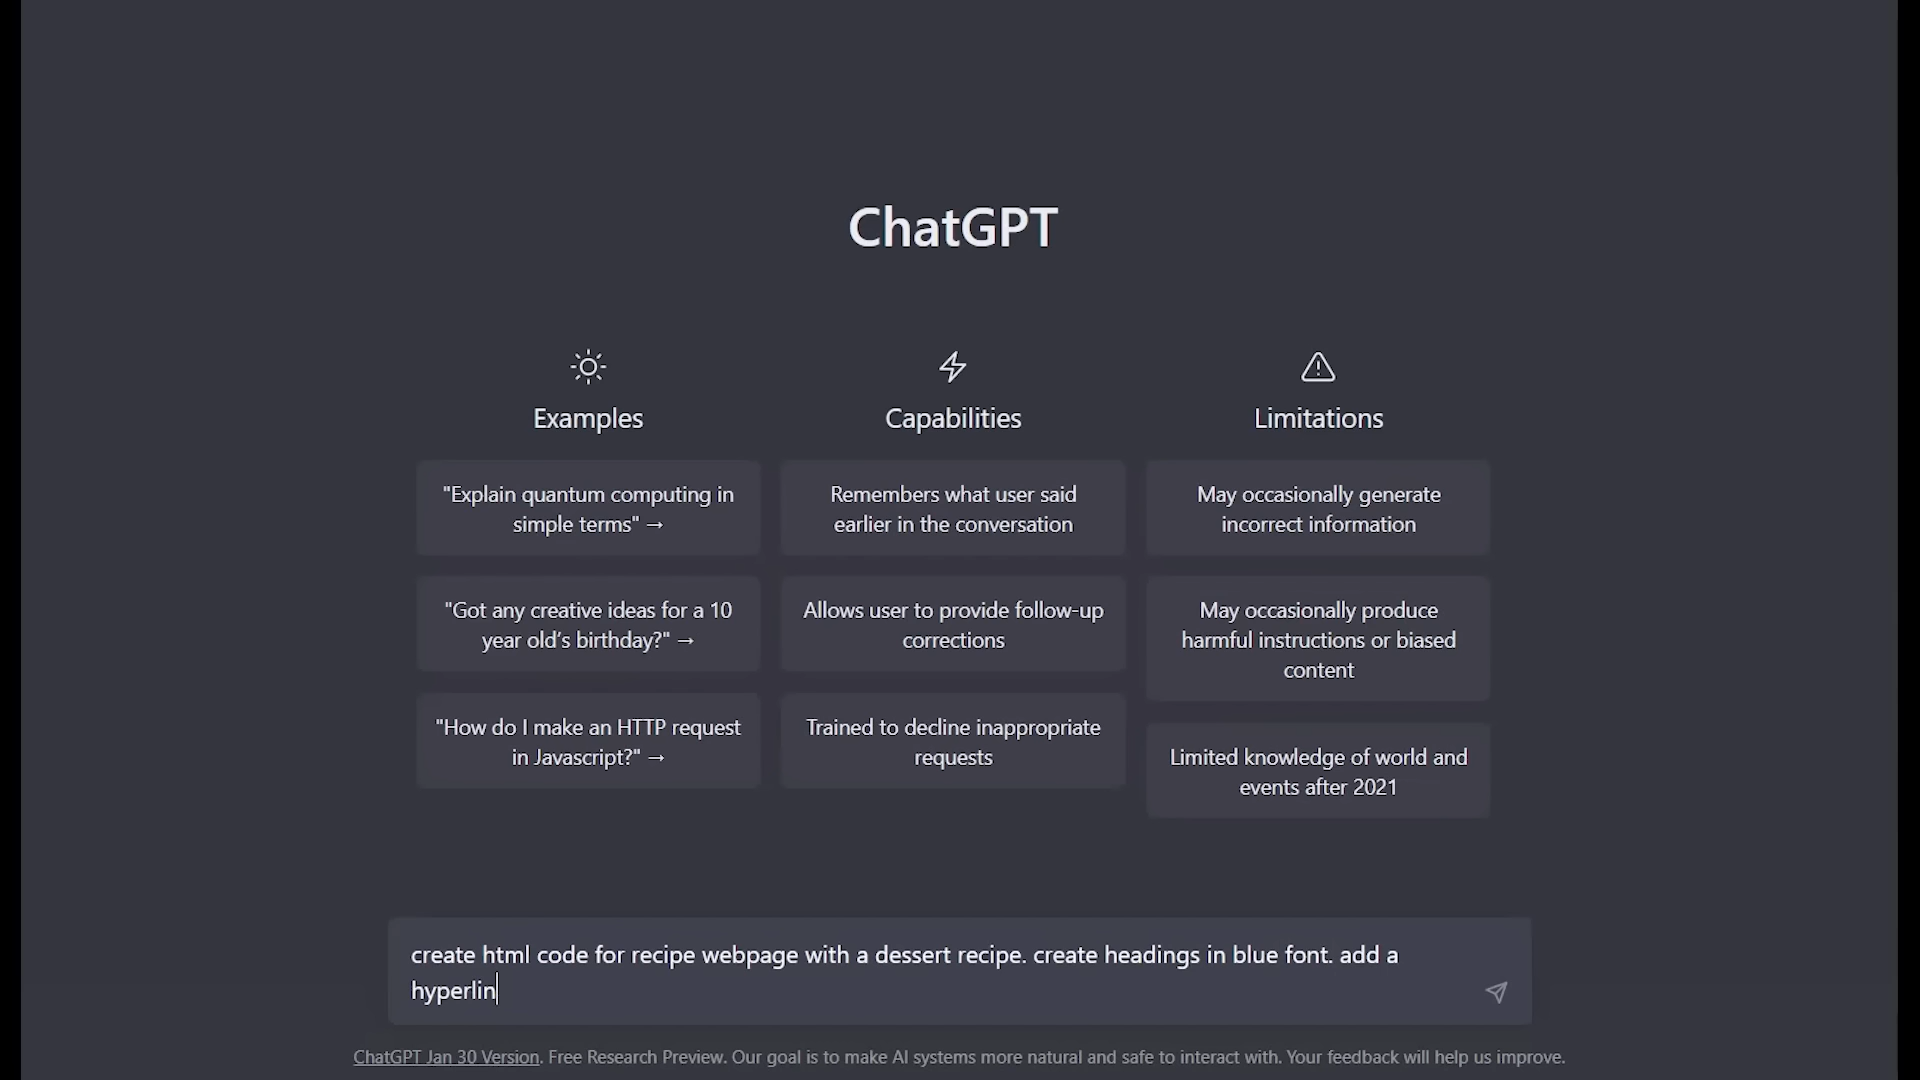 ChatGPT
Examples
"Explain quantum computing in
simple terms" →
"Got any creative ideas for a 10
year old’s birthday?" →
"How do I make an HTTP request
in Javascript?" →
Capabilities
Remembers what user said
earlier in the conversation
Allows user to provide follow-up
corrections
Trained to decline inappropriate
requests
Limitations
May occasionally generate
incorrect information
May occasionally produce
harmful instructions or biased
content
Limited knowledge of world and
events after 2021
create html code for recipe webpage with a dessert recipe. create headings in blue font. add a
hyperlin
ChatGPT Jan 30 Version. Free Research Preview. Our goal is to make AI systems more natural and safe to interact with. Your feedback will help us improve.